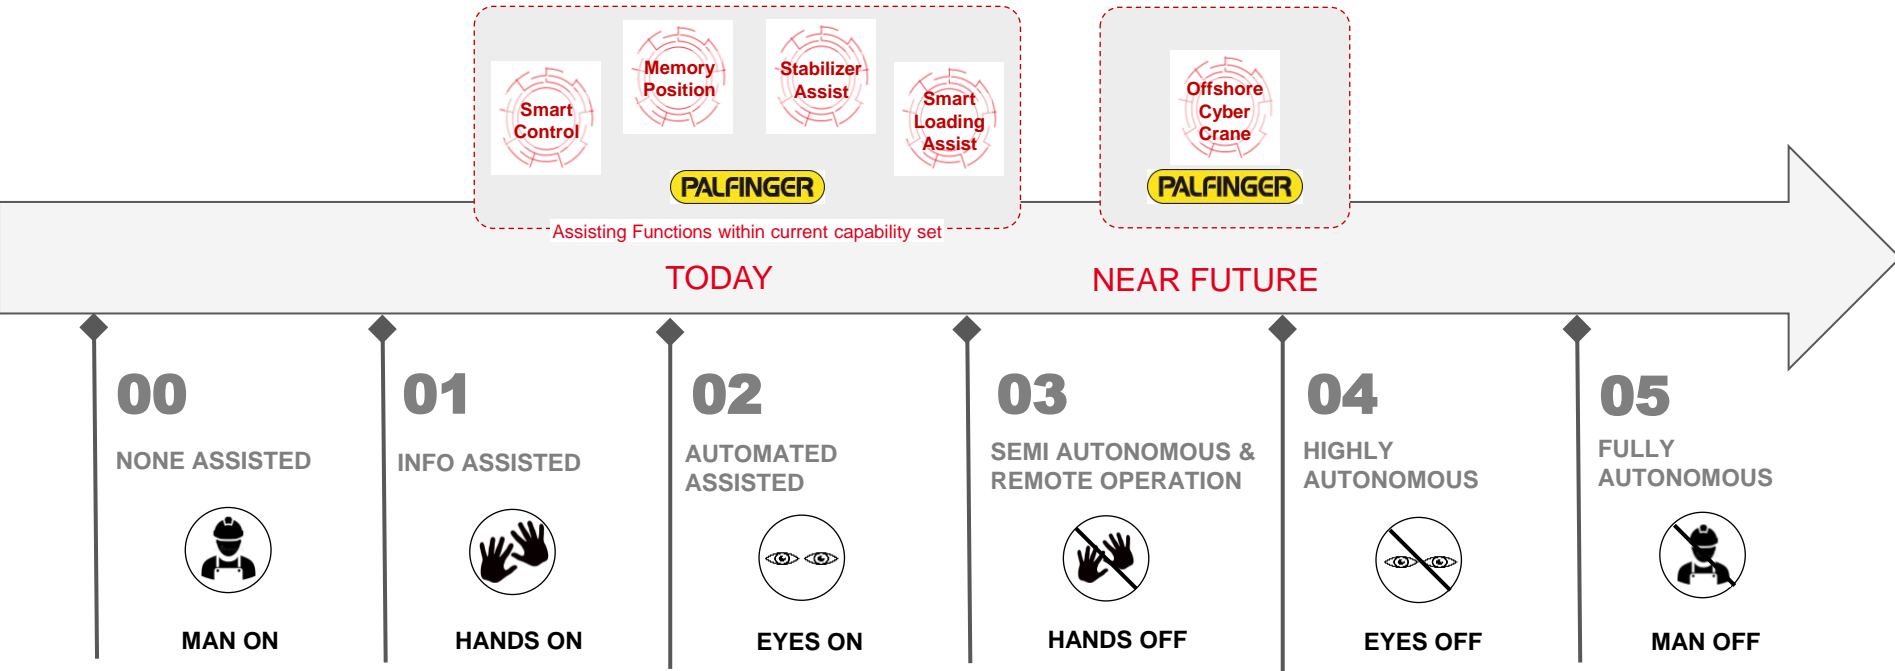 Smart
Control
Memory
Position
Stabilizer
Assist
Smart
Loading
Assist
PALFINGER
Assisting Functions within current capability set
Offshore
Cyber
Crane
PALFINGER
TODAY
NEAR FUTURE
00
NONE ASSISTED
MAN ON
01
INFO ASSISTED
HANDS ON
02
AUTOMATED
ASSISTED
EYES ON
03
SEMI AUTONOMOUS &
REMOTE OPERATION
HANDS OFF
04
HIGHLY
AUTONOMOUS
EYES OFF
05
FULLY
AUTONOMOUS
MAN OFF